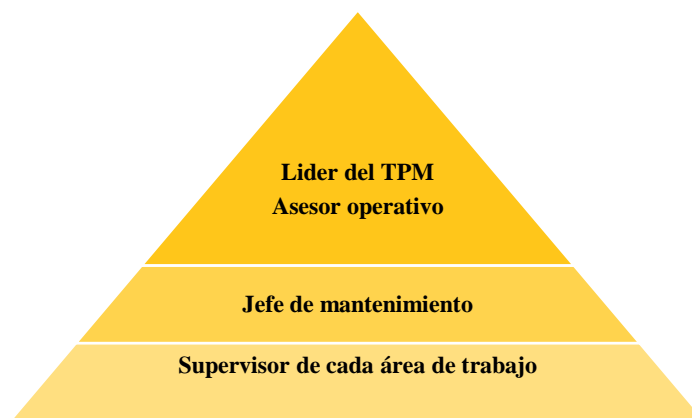 Lider del TPM
Asesor operativo
Jefe de mantenimiento
Supervisor de cada área de trabajo